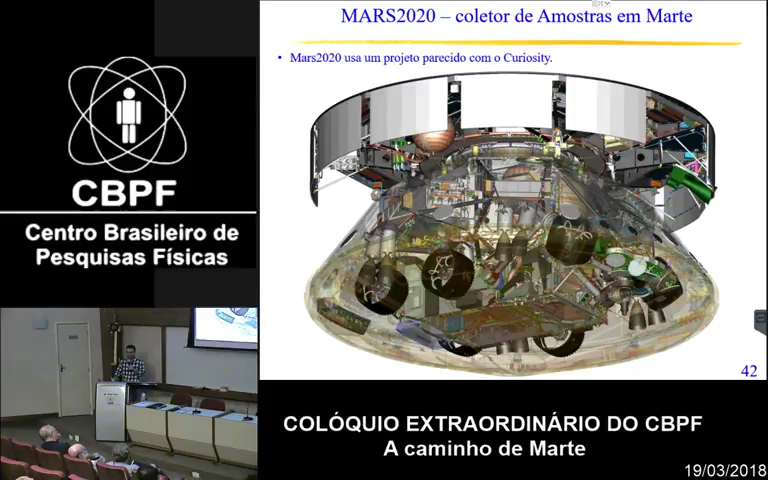 MARS2020 – coletor de Amostras em Marte
• Mars2020 usa um projeto parecido com o Curiosity.
42
CBPF
Centro Brasileiro de
Pesquisas Físicas
COLÓQUIO EXTRAORDINÁRIO DO CBPF
A caminho de Marte
19/03/2018